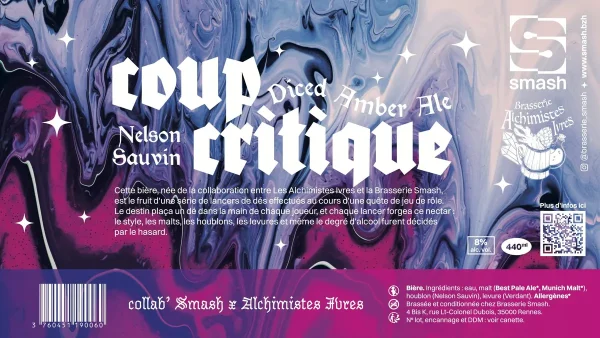 coup
Diced Amber Ale
Nelson
Sauvin
critique
Cette bière, née de la collaboration entre Les Alchimistes Ivres et la Brasserie Smash,
est le fruit d'une série de lancers de dés effectués au cours d'une quête de jeu de rôle.
Le destin plaça un dé dans la main de chaque joueur, et chaque lancer forgea ce nectar :
le style, les malts, les houblons, les levures et même le degré d'alcool furent décidés
par le hasard.
S
smash
Brasserie
Alchimistes
Ivres
@brasserie.smash + www.smash.bzh
Plus d'infos ici
8%
alc. vol.
440ml
3 760451 190060
collab' Smash x Alchimistes Ivres
Bière. Ingrédients : eau, malt (Best Pale Ale*, Munich Malt*),
houblon (Nelson Sauvin), levure (Verdant). Allergènes*
Brassée et conditionnée chez Brasserie Smash.
4 Bis K, rue Lt-Colonel Dubois, 35000 Rennes.
N° lot, encannage et DDM : voir canette.